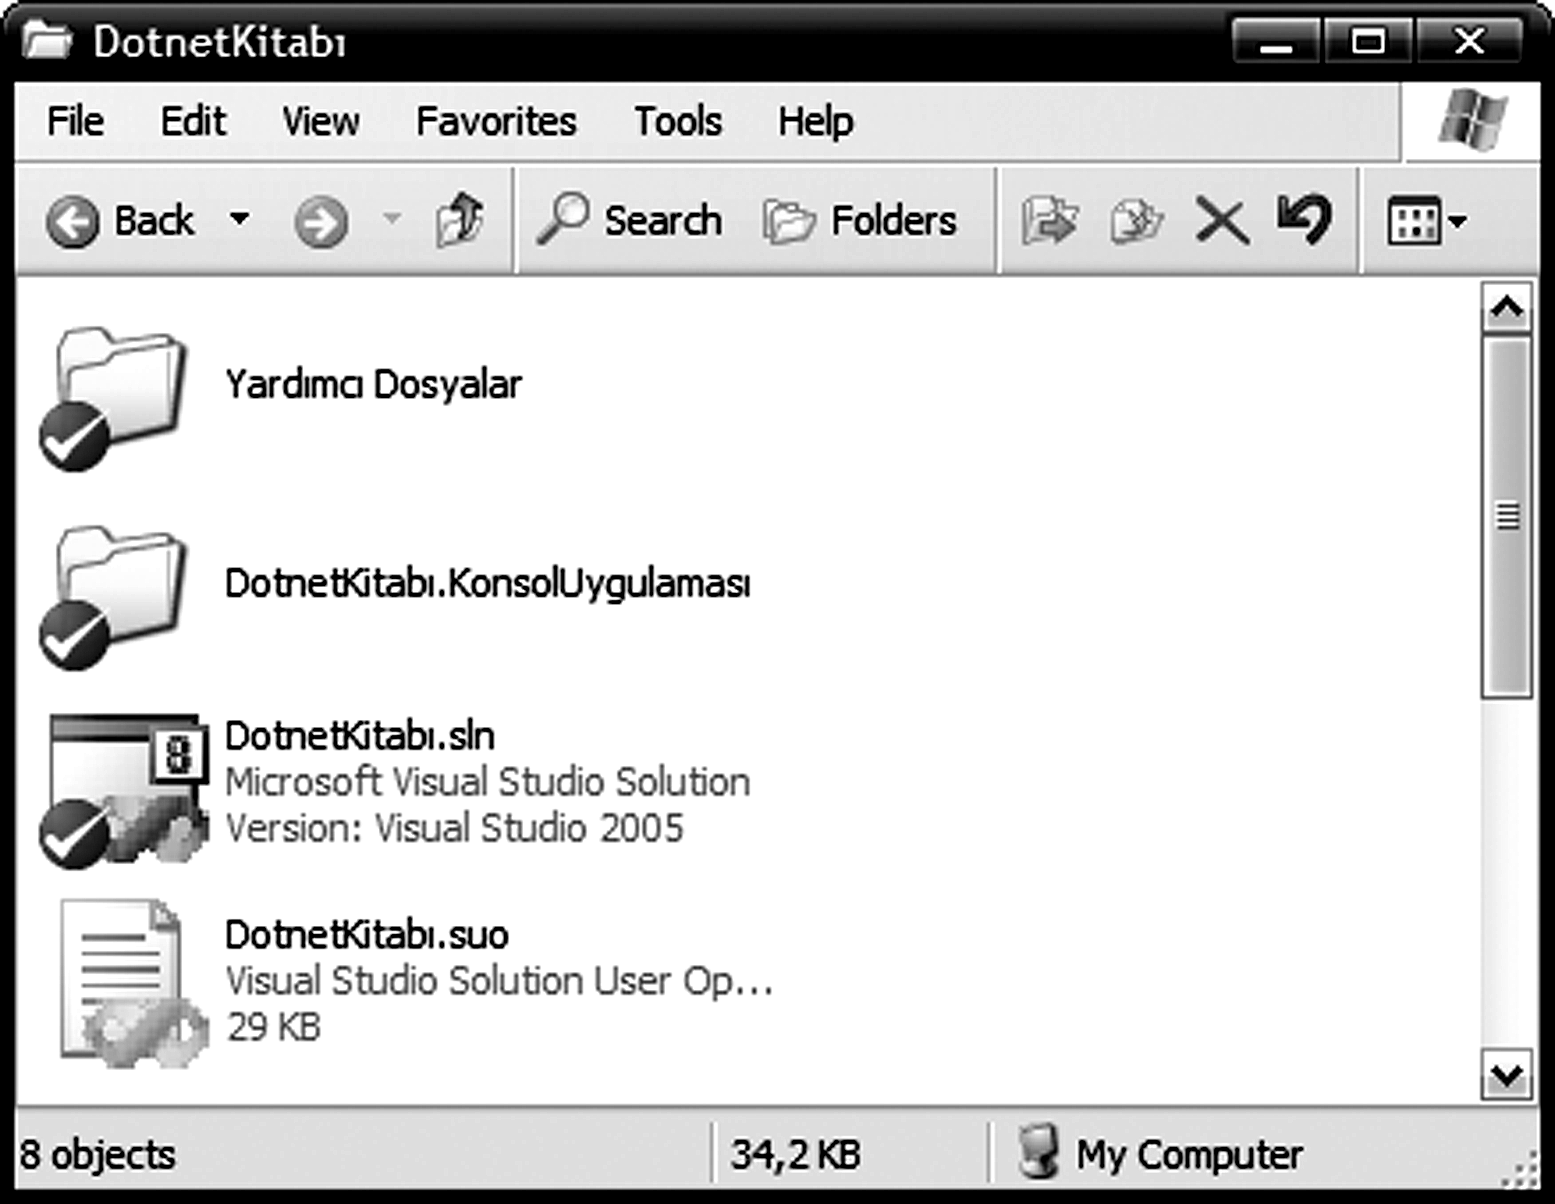 DotnetKitabı
File Edit View Favorites Tools Help
Back Search Folders
Yardımcı Dosyalar
DotnetKitabı.KonsolUygulaması
8
DotnetKitabı.sln
Microsoft Visual Studio Solution
Version: Visual Studio 2005
DotnetKitabı.suo
Visual Studio Solution User Op...
29 KB
8 objects 34,2 KB My Computer